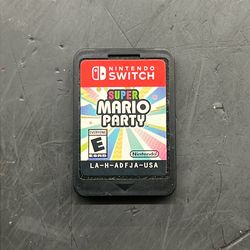 NINTENDO
SWITCH
SUPER
MARIO
PARTY
EVERYONE
E
ESRB
Nintendo
LA-H-ADFJA-USA